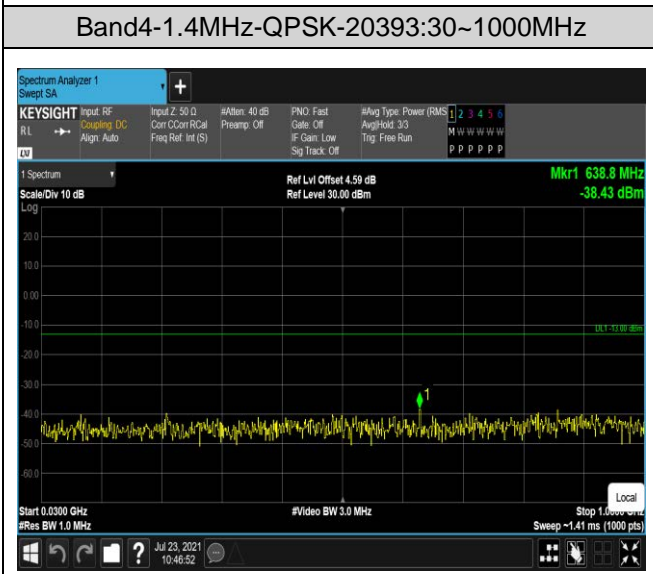 Band4-1.4MHz-QPSK-20393:30~1000MHz
Spectrum Analyzer 1
Swept SA
+
KEYSIGHT
RL
Input: RF
Coupling: DC
Align: Auto
Input Z: 50 Ω
Corr CCorr RCal
Freq Ref: Int (S)
#Atten: 40 dB
Preamp: Off
PNO: Fast
Gate: Off
IF Gain: Low
Sig Track: Off
#Avg Type: Power (RMS
Avg|Hold: 3/3
Trig: Free Run
1 2 3 4 5 6
M W W W W W
P P P P P P
1 Spectrum
Scale/Div 10 dB
Log
Ref Lvl Offset 4.59 dB
Ref Level 30.00 dBm
Mkr1 638.8 MHz
-38.43 dBm
20.0
10.0
0.00
-10.0
DL1 -13.00 dBm
-20.0
-30.0
1
-40.0
-50.0
-60.0
Local
Start 0.0300 GHz
#Res BW 1.0 MHz
#Video BW 3.0 MHz
Stop
Sweep ~1.41 ms (1000 pts)
?
Jul 23, 2021
10:46:52